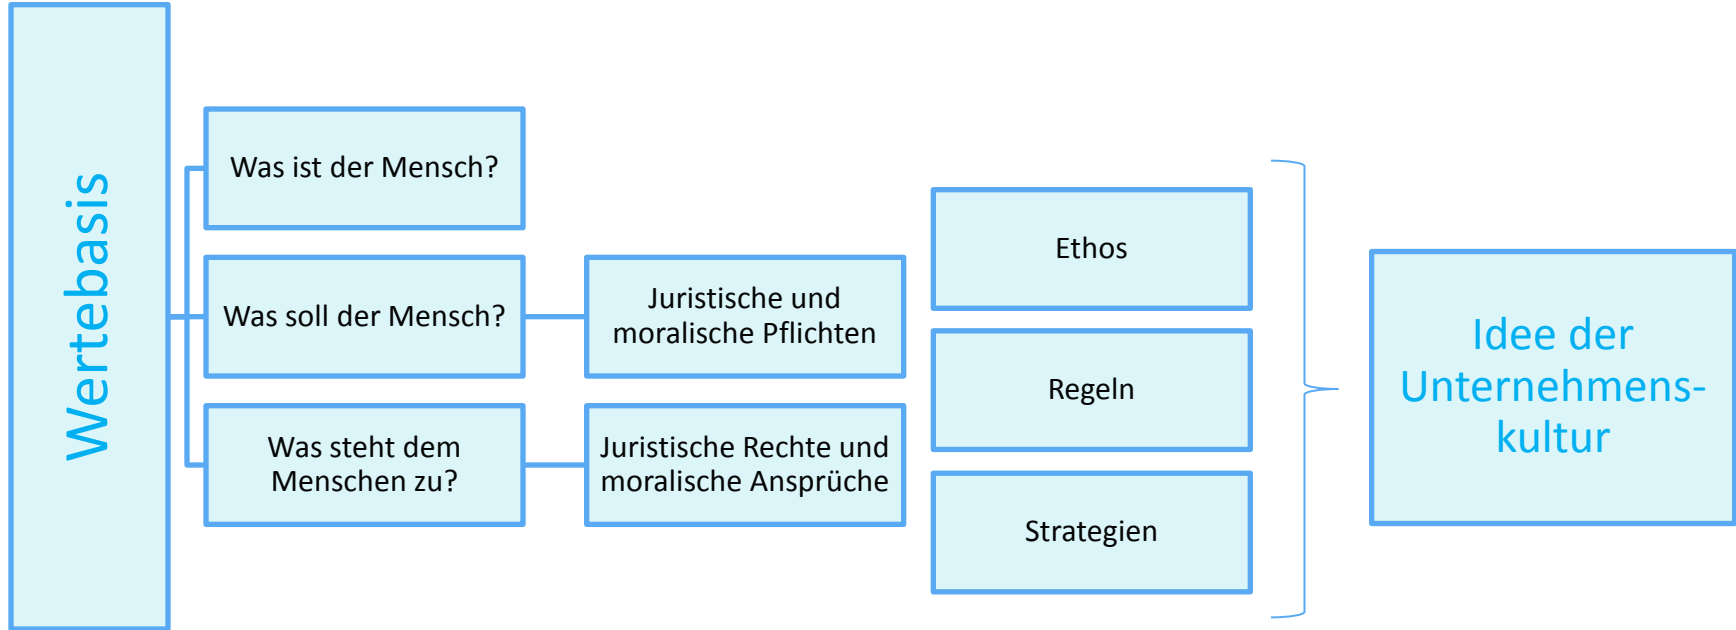 Wertebasis
Was ist der Mensch?
Was soll der Mensch?
Was steht dem
Menschen zu?
Juristische und
moralische Pflichten
Juristische Rechte und
moralische Ansprüche
Ethos
Regeln
Strategien
Idee der
Unternehmens-
kultur